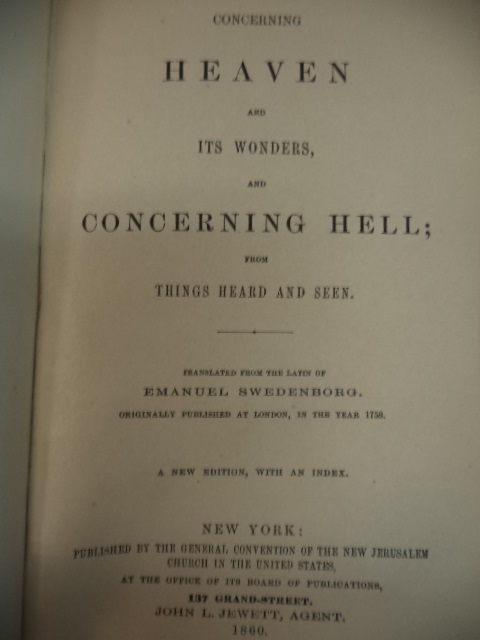 CONCERNING
HEAVEN
AND
ITS WONDERS,
AND
CONCERNING HELL;
FROM
THINGS HEARD AND SEEN.
TRANSLATED FROM THE LATIN OF
EMANUEL SWEDENBORG.
ORIGINALLY PUBLISHED AT LONDON, IN THE YEAR 1758.
A NEW EDITION, WITH AN INDEX.
NEW YORK:
PUBLISHED BY THE GENERAL CONVENTION OF THE NEW JERUSALEM
CHURCH IN THE UNITED STATES,
AT THE OFFICE OF ITS BOARD OF PUBLICATIONS,
137 GRAND-STREET.
JOHN L. JEWETT, AGENT.
1860.